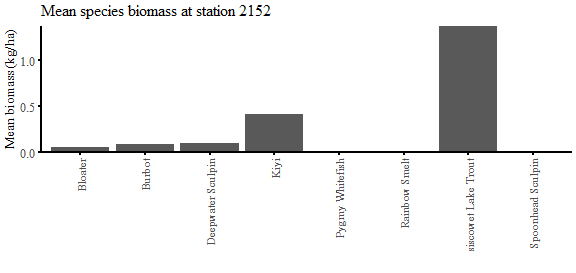 Mean species biomass at station 2152
Mean biomass (kg/ha)
1.0
0.5
0.0
Bloater
Burbot
Deepwater Sculpin
Kiyi
Pygmy Whitefish
Rainbow Smelt
siscowet Lake Trout
Spoonhead Sculpin